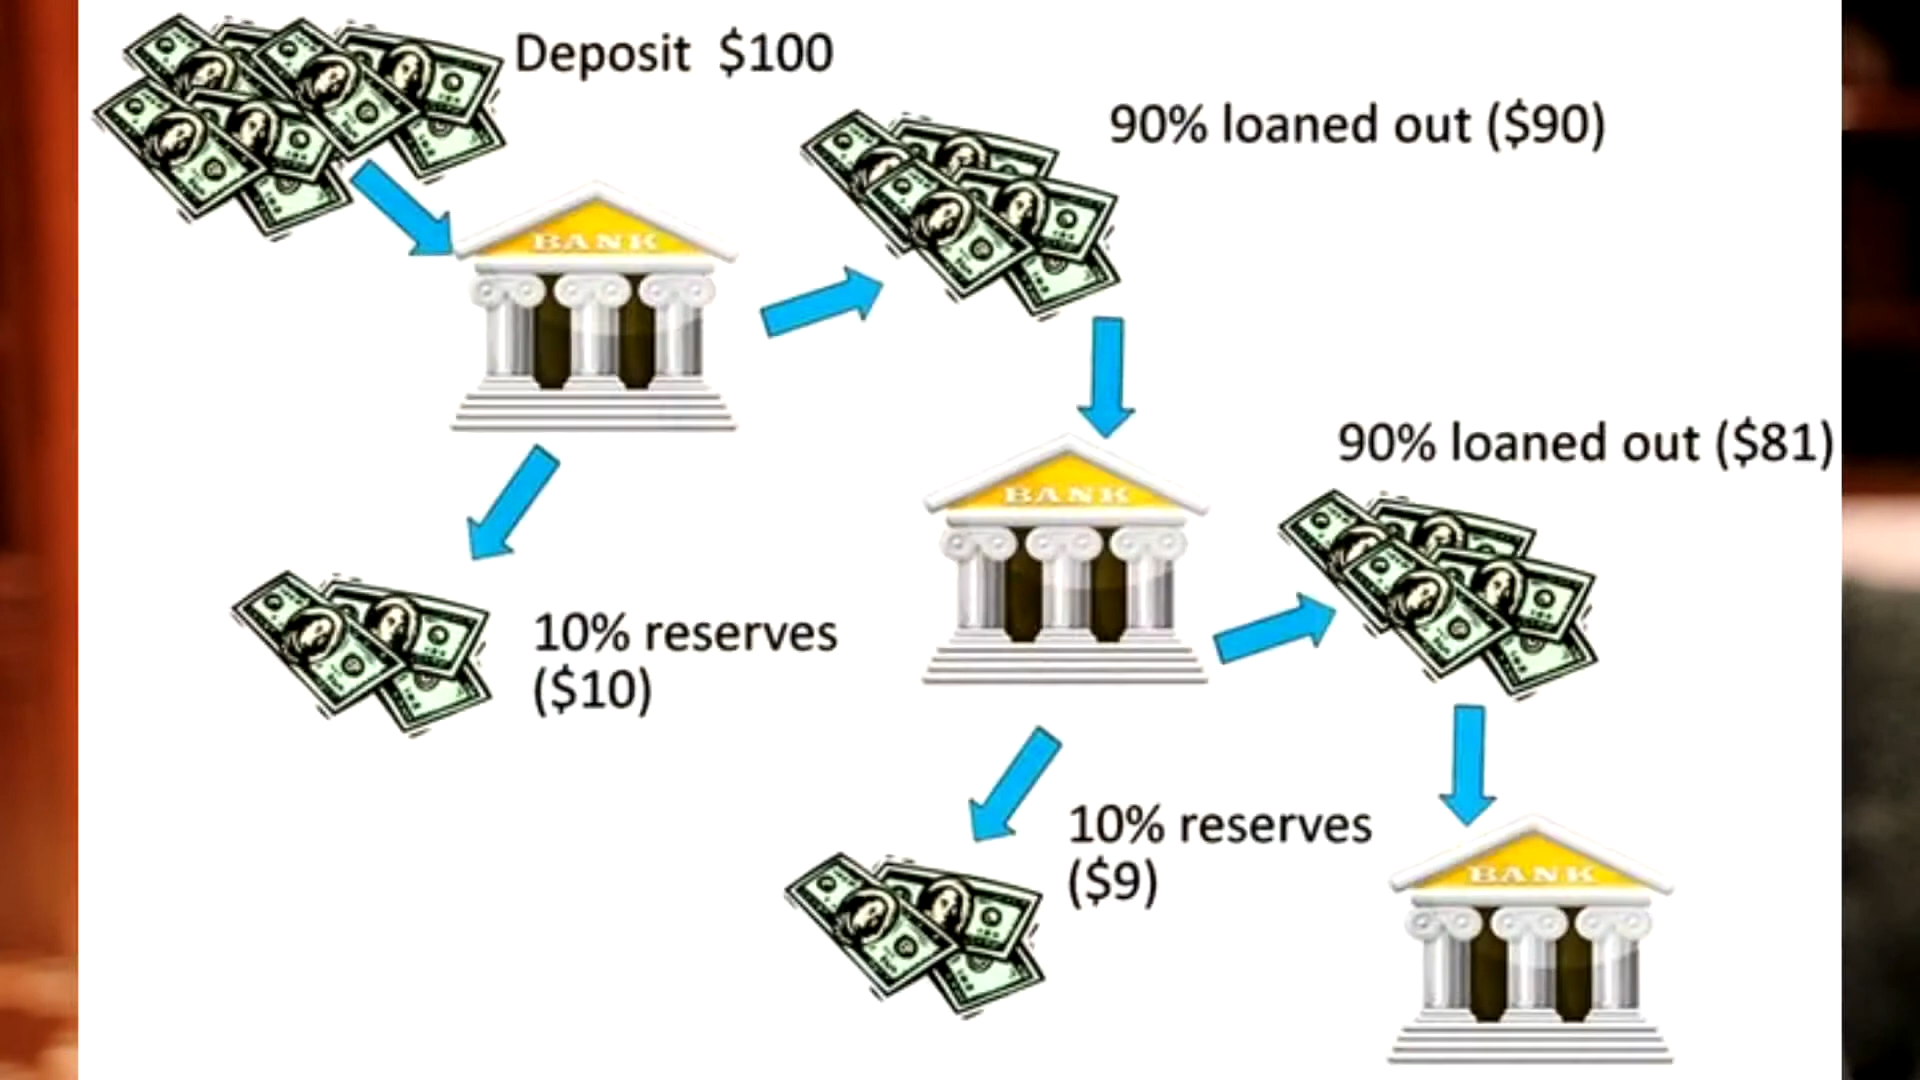 Deposit $100
90% loaned out ($90)
BANK
90% loaned out ($81)
BANK
10% reserves
($10)
10% reserves
($9)
BANK